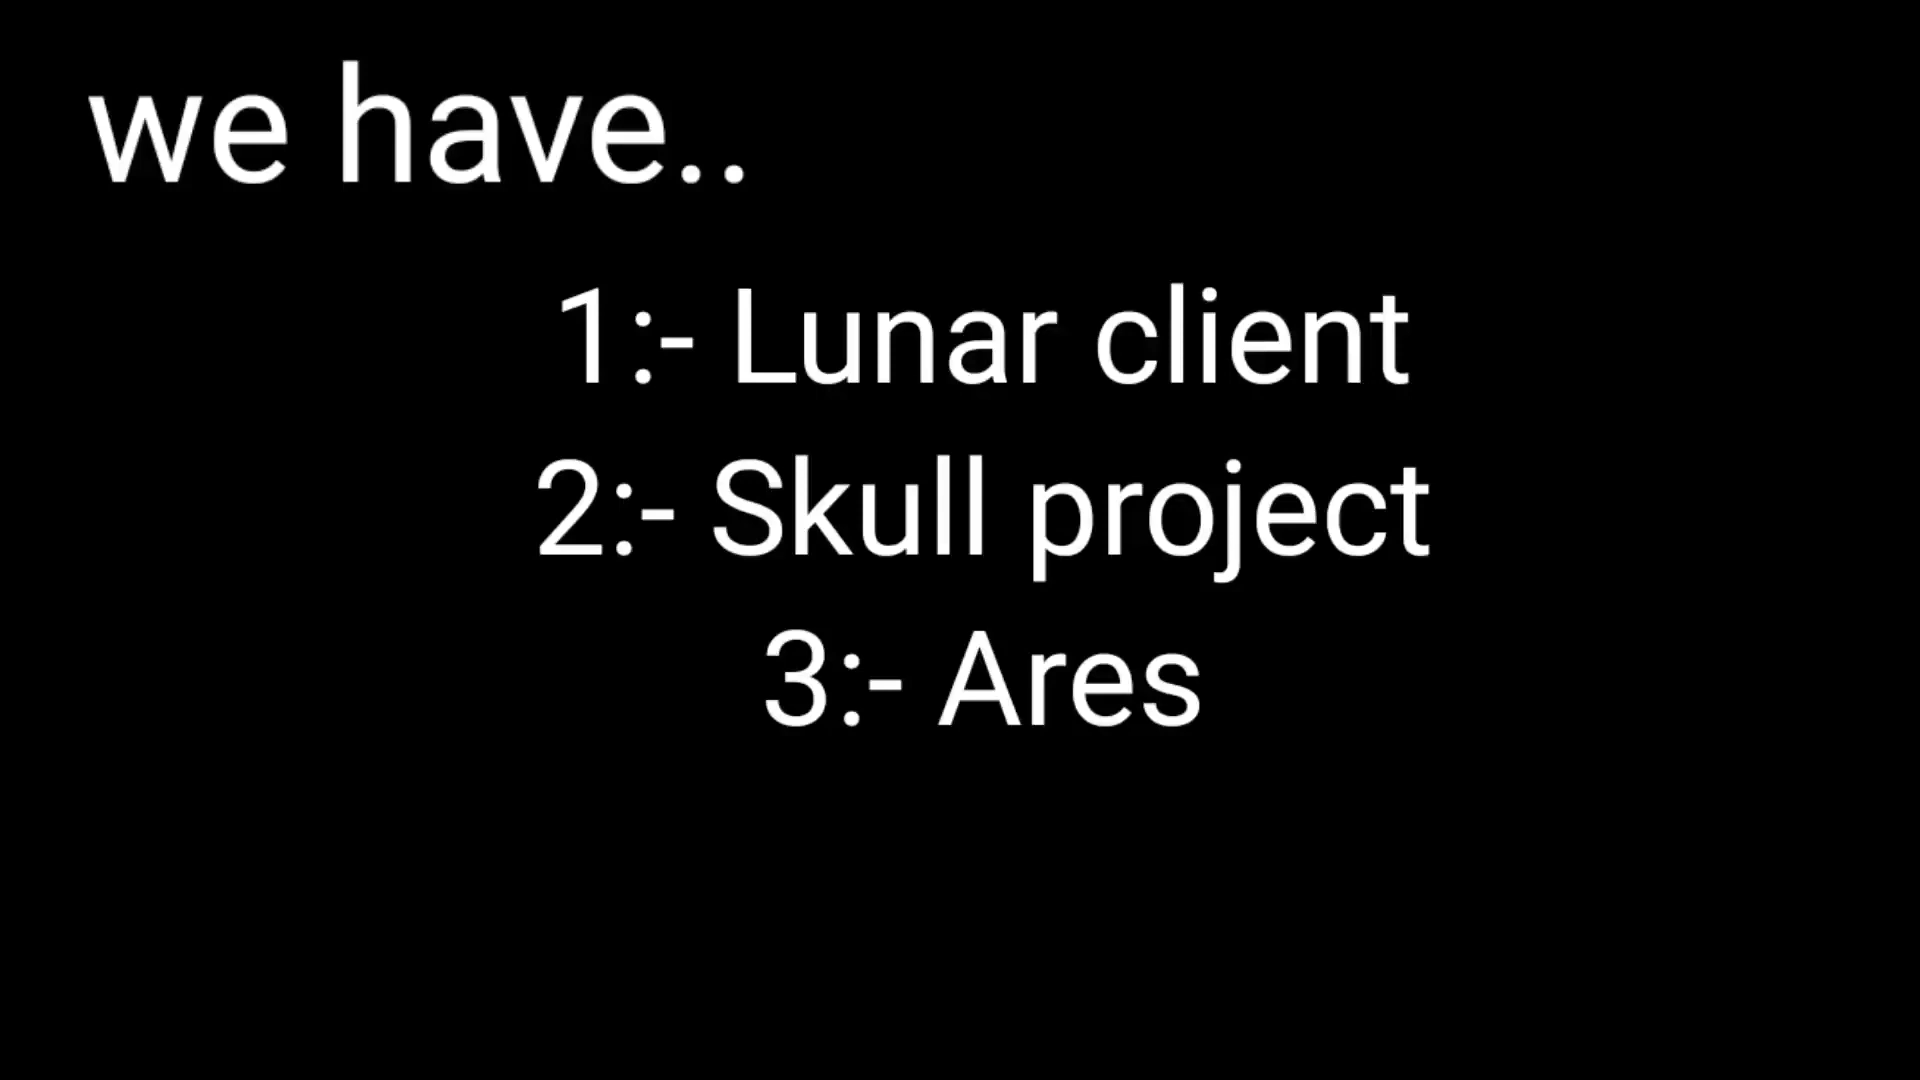 we have..
1:- Lunar client
2:- Skull project
3:- Ares